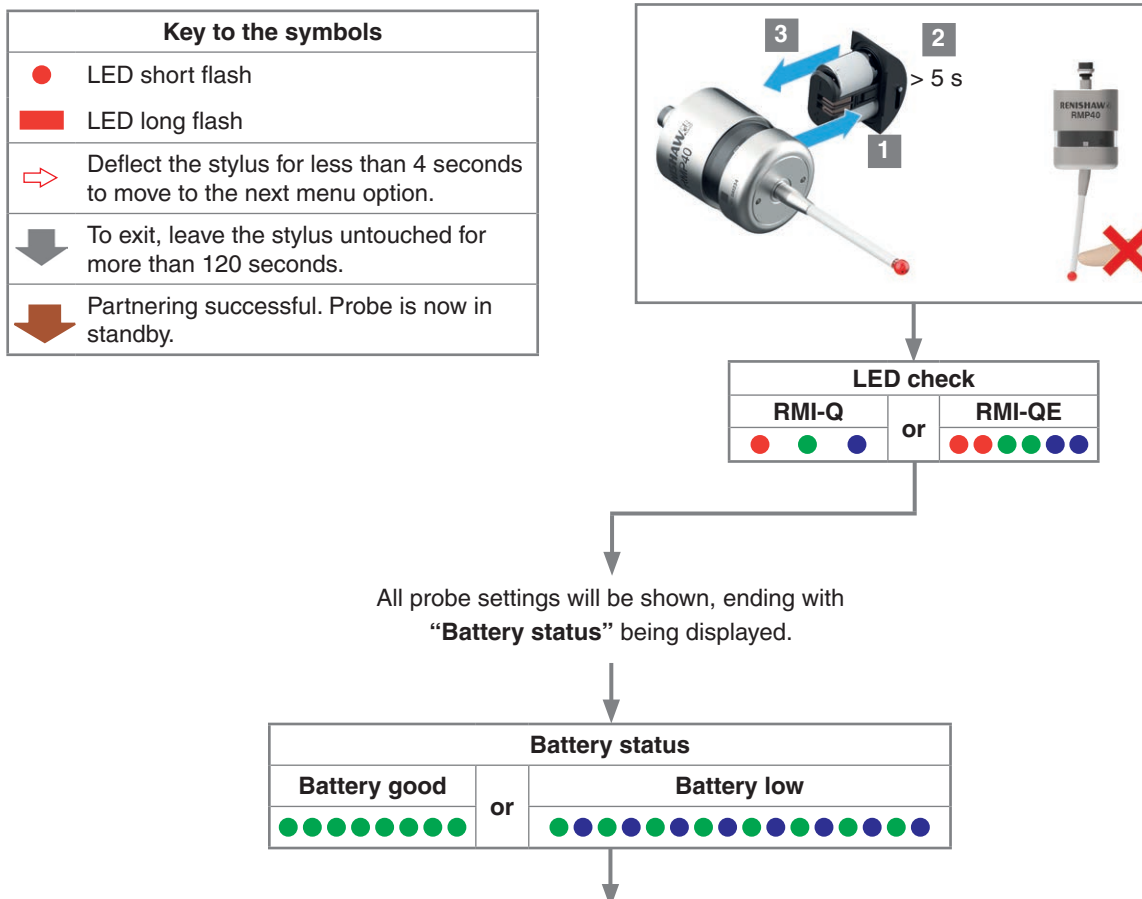 Key to the symbols
LED short flash
LED long flash
Deflect the stylus for less than 4 seconds
to move to the next menu option.
To exit, leave the stylus untouched for
more than 120 seconds.
Partnering successful. Probe is now in
standby.
3
2
> 5 s
1
RENISHAW
RMP40
RENISHAW
RMP40
LED check
RMI-Q
or
RMI-QE
All probe settings will be shown, ending with
“Battery status” being displayed.
Battery status
Battery good
or
Battery low